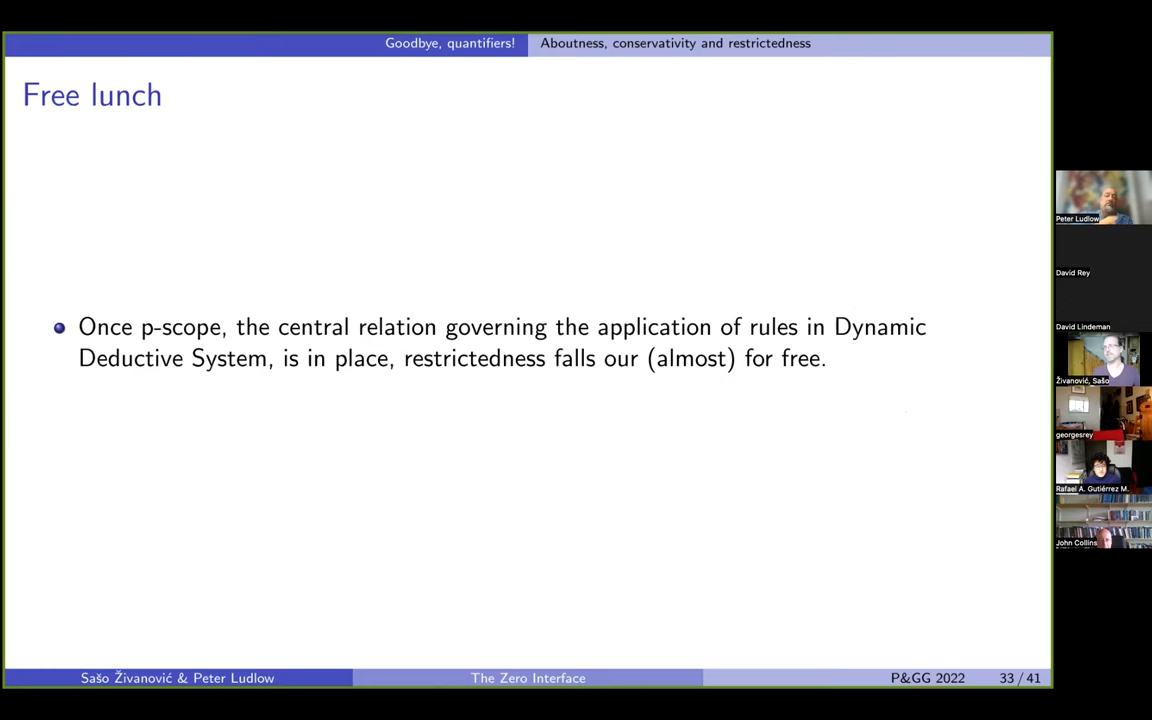 Goodbye, quantifiers! Aboutness, conservativity and restrictedness
Free lunch
Once p-scope, the central relation governing the application of rules in Dynamic
Deductive System, is in place, restrictedness falls our (almost) for free.
Peter Ludlow
David Rey
David Lindeman
Živanović, Sašo
georgesrey
Rafael A. Gutiérrez M.
John Collins
Sašo Živanović & Peter Ludlow The Zero Interface P&GG 2022 33 / 41